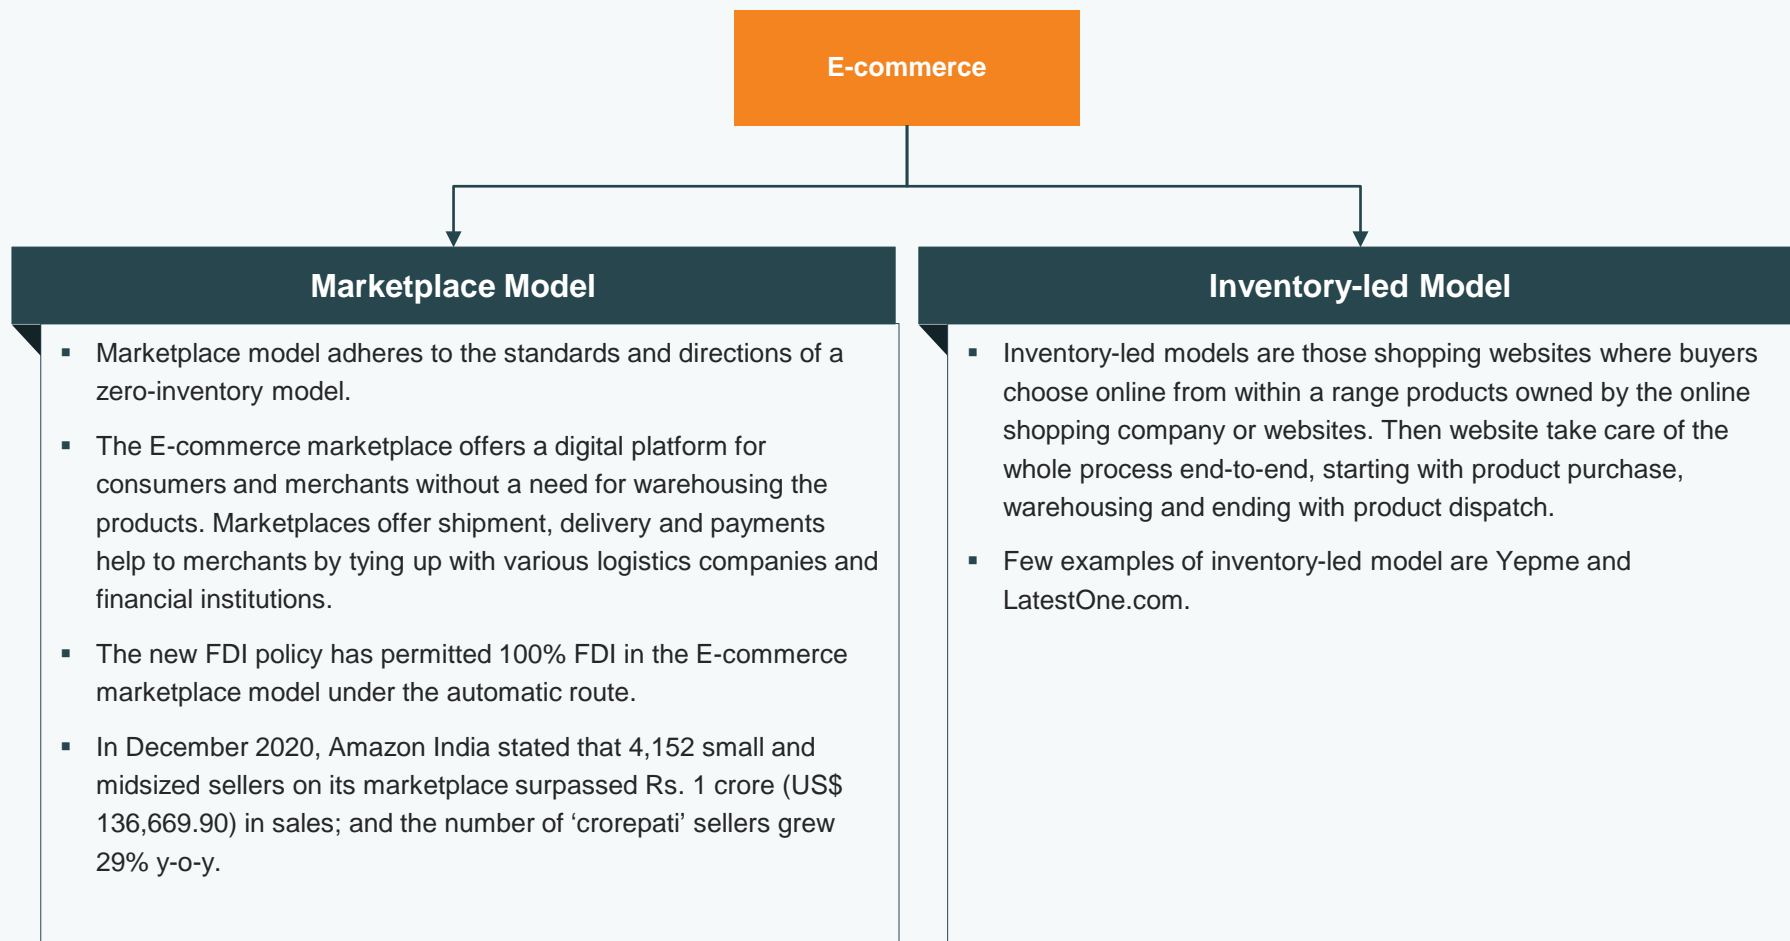 E-commerce
Marketplace Model
▪ Marketplace model adheres to the standards and directions of a
zero-inventory model.
▪ The E-commerce marketplace offers a digital platform for
consumers and merchants without a need for warehousing the
products. Marketplaces offer shipment, delivery and payments
help to merchants by tying up with various logistics companies and
financial institutions.
▪ The new FDI policy has permitted 100% FDI in the E-commerce
marketplace model under the automatic route.
▪ In December 2020, Amazon India stated that 4,152 small and
midsized sellers on its marketplace surpassed Rs. 1 crore (US$
136,669.90) in sales; and the number of ‘crorepati’ sellers grew
29% y-o-y.
Inventory-led Model
▪ Inventory-led models are those shopping websites where buyers
choose online from within a range products owned by the online
shopping company or websites. Then website take care of the
whole process end-to-end, starting with product purchase,
warehousing and ending with product dispatch.
▪ Few examples of inventory-led model are Yepme and
LatestOne.com.